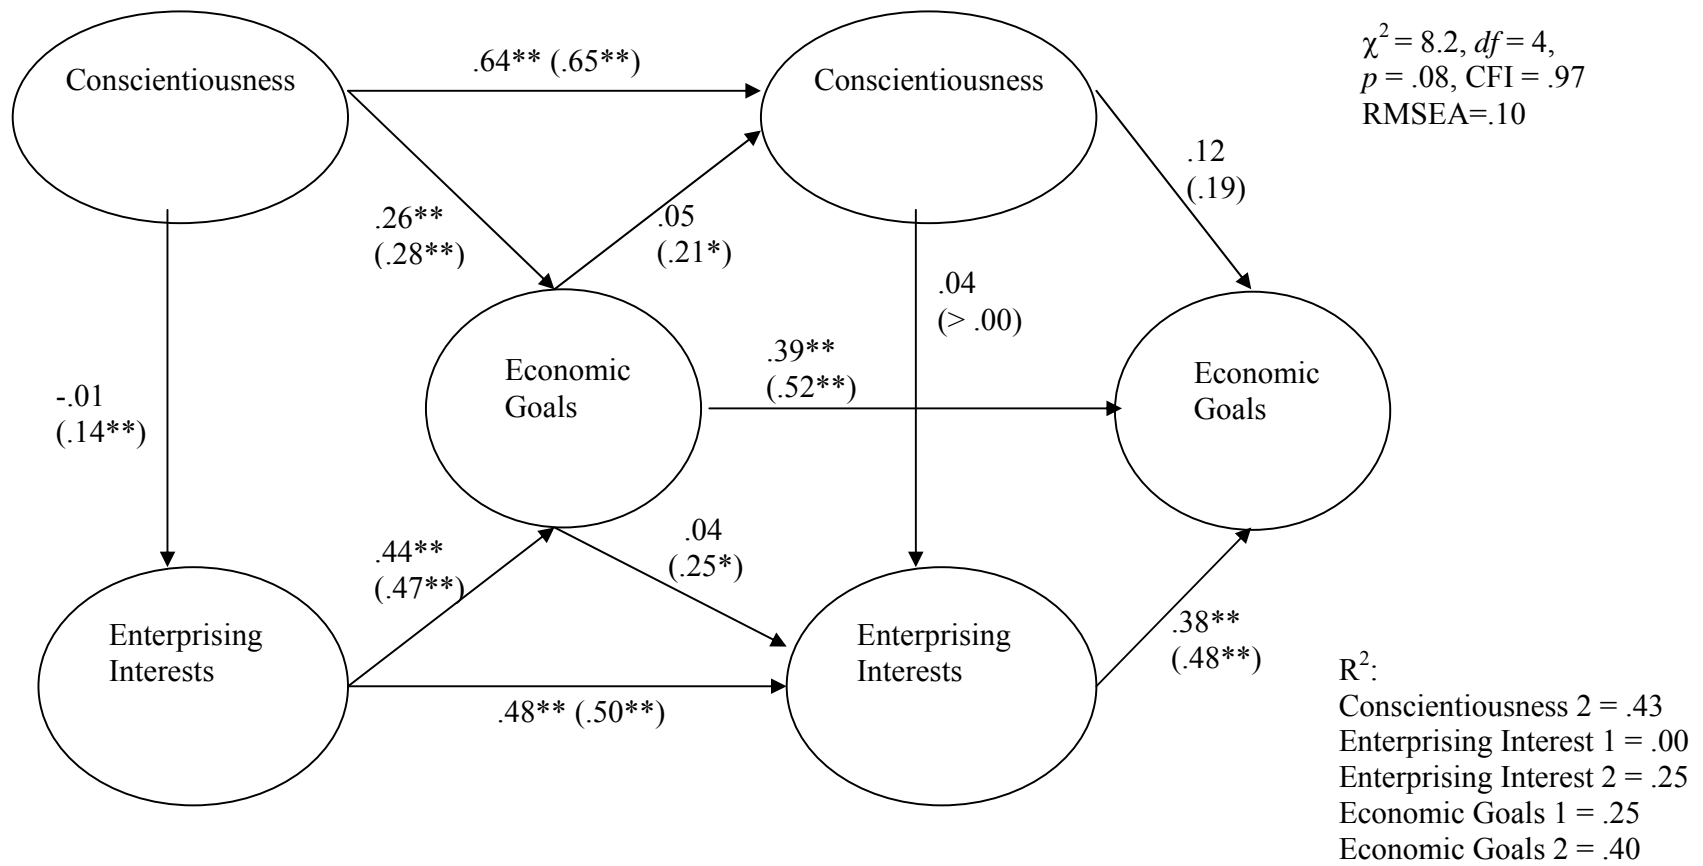 Conscientiousness
.64** (.65**)
Conscientiousness
χ² = 8.2, df = 4,
p = .08, CFI = .97
RMSEA=.10
.12
(.19)
.26**
(.28**)
.05
(.21*)
.04
(> .00)
Economic
Goals
.39**
(.52**)
Economic
Goals
-.01
(.14**)
.44**
(.47**)
.04
(.25*)
Enterprising
Interests
Enterprising
Interests
.38**
(.48**)
.48** (.50**)
R²:
Conscientiousness 2 = .43
Enterprising Interest 1 = .00
Enterprising Interest 2 = .25
Economic Goals 1 = .25
Economic Goals 2 = .40